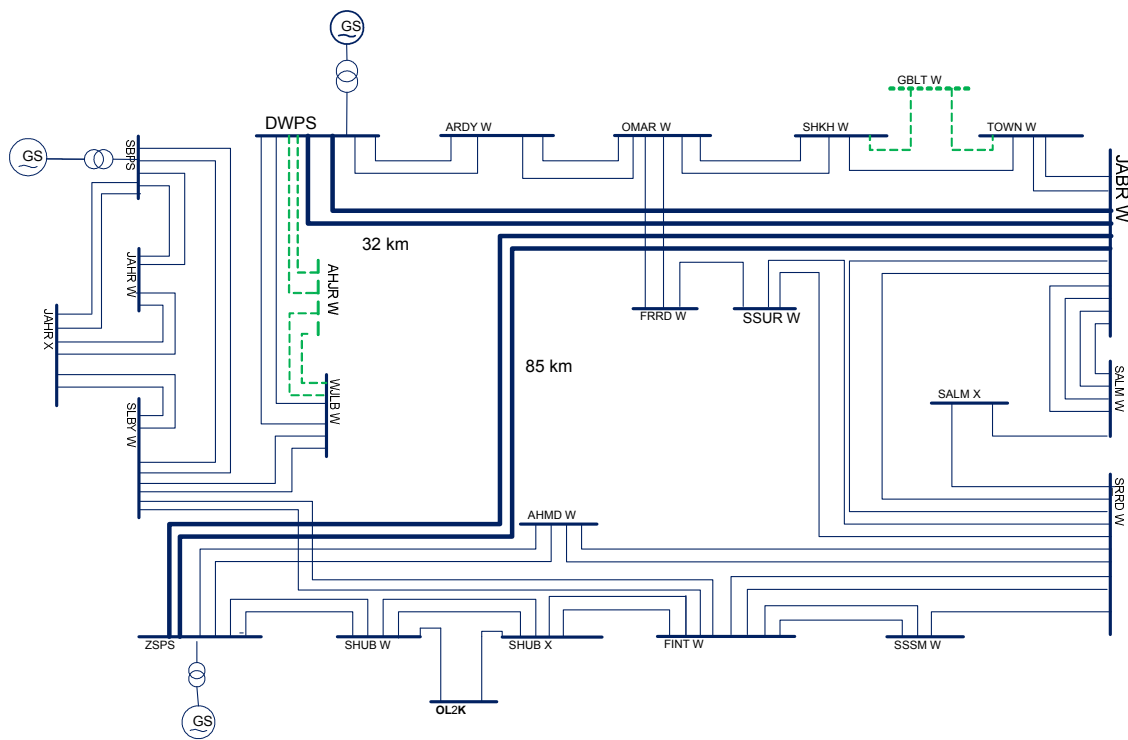 GS
GBLT W
DWPS
ARDY W
OMAR W
SHKH W
TOWN W
GS
SBPS
JABR W
32 km
JAHR W
AHJR W
JAHR X
FRRD W
SSUR W
85 km
SALM W
WJLB W
SALM X
SLBY W
SRRD W
AHMD W
ZSPS
SHUB W
SHUB X
FINT W
SSSM W
OL2K
GS